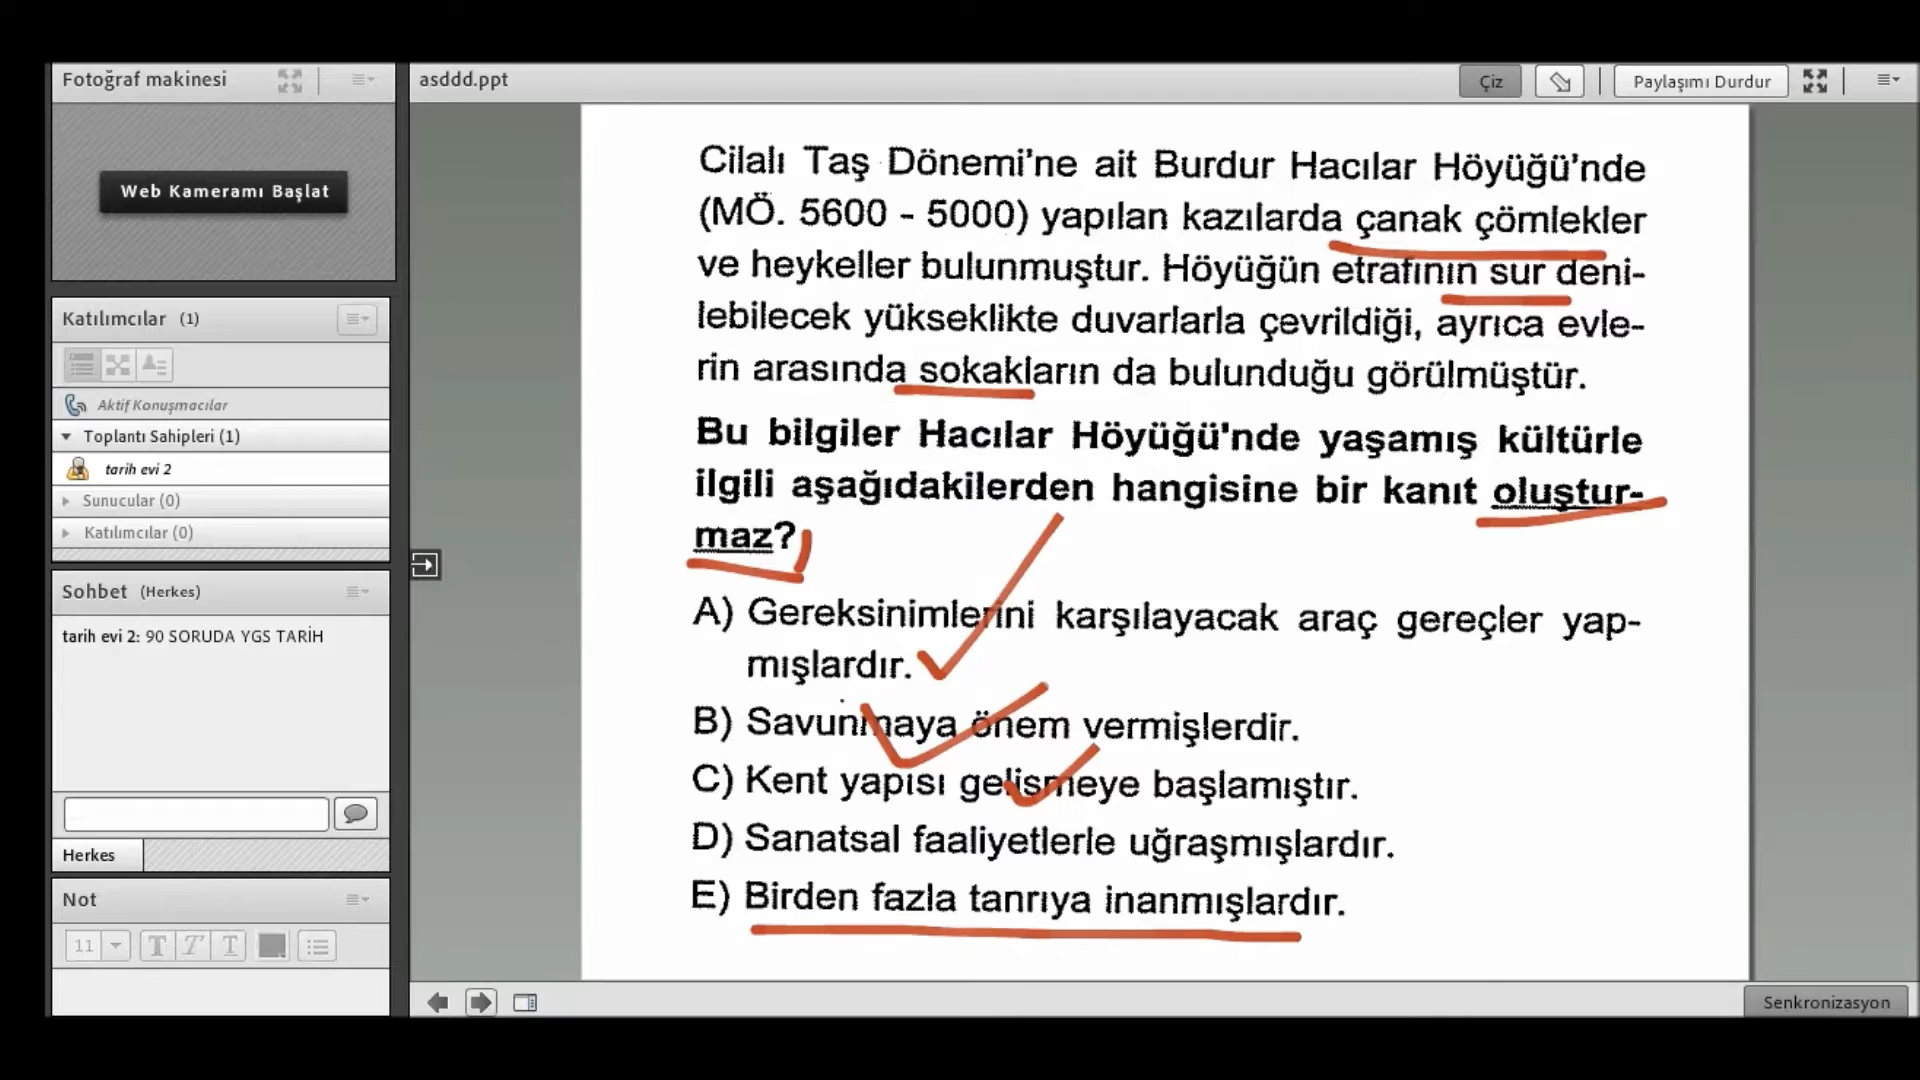 Fotoğraf makinesi
Web Kameramı Başlat
Katılımcılar (1)
Aktif Konuşmacılar
Toplantı Sahipleri (1)
tarih evi 2
Sunucular (0)
Katılımcılar (0)
Sohbet (Herkes)
tarih evi 2: 90 SORUDA YGS TARİH
Herkes
Not
11
asddd.ppt
Çiz
Paylaşımı Durdur
Cilalı Taş Dönemi'ne ait Burdur Hacılar Höyüğü'nde
(MÖ. 5600 - 5000) yapılan kazılarda çanak çömlekler
ve heykeller bulunmuştur. Höyüğün etrafının sur deni-
lebilecek yükseklikte duvarlarla çevrildiği, ayrıca evle-
rin arasında sokakların da bulunduğu görülmüştür.
Bu bilgiler Hacılar Höyüğü'nde yaşamış kültürle
ilgili aşağıdakilerden hangisine bir kanıt oluştur-
maz?
A) Gereksinimlerini karşılayacak araç gereçler yap-
mışlardır.
B) Savunmaya önem vermişlerdir.
C) Kent yapısı gelişmeye başlamıştır.
D) Sanatsal faaliyetlerle uğraşmışlardır.
E) Birden fazla tanrıya inanmışlardır.
Senkronizasyon